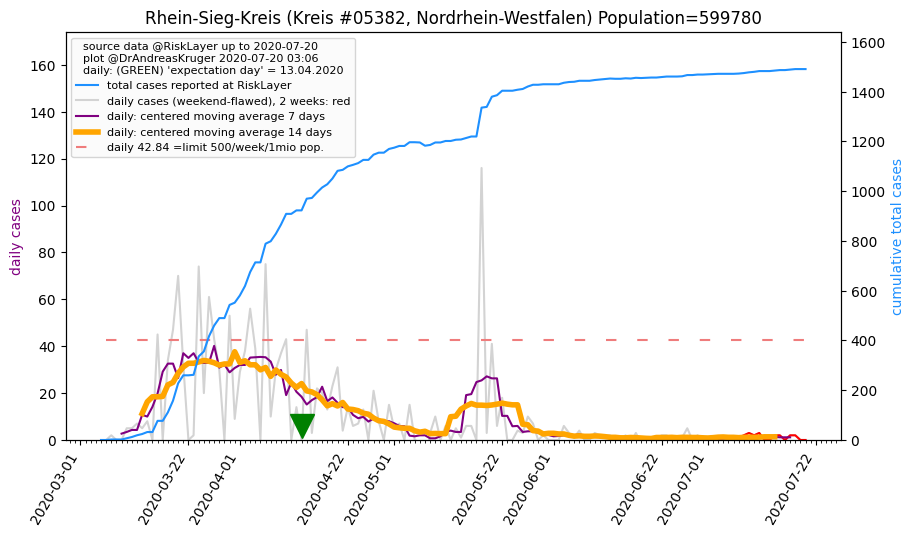 Rhein-Sieg-Kreis (Kreis #05382, Nordrhein-Westfalen) Population=599780
source data @RiskLayer up to 2020-07-20
plot @DrAndreasKruger 2020-07-20 03:06
daily: (GREEN) 'expectation day' = 13.04.2020
total cases reported at RiskLayer
daily cases (weekend-flawed), 2 weeks: red
daily: centered moving average 7 days
daily: centered moving average 14 days
daily 42.84 =limit 500/week/1mio pop.
daily cases
160
140
120
100
80
60
40
20
0
cumulative total cases
1600
1400
1200
1000
800
600
400
200
0
2020-03-01
2020-03-22
2020-04-01
2020-04-22
2020-05-01
2020-05-22
2020-06-01
2020-06-22
2020-07-01
2020-07-22